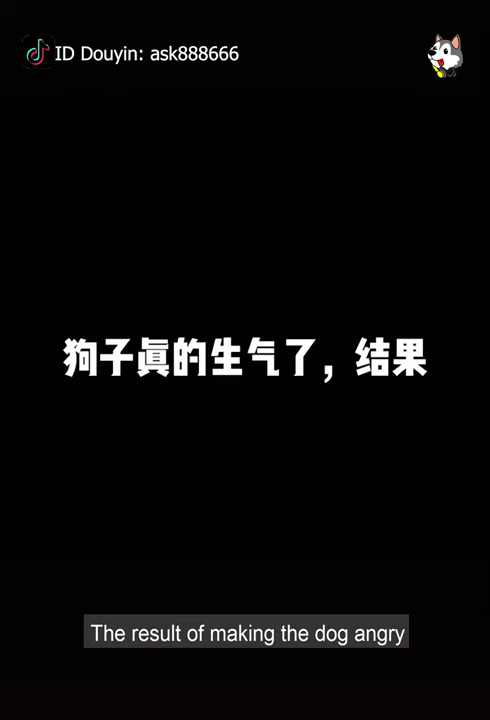 ID Douyin: ask888666
狗子真的生气了，结果
The result of making the dog angry